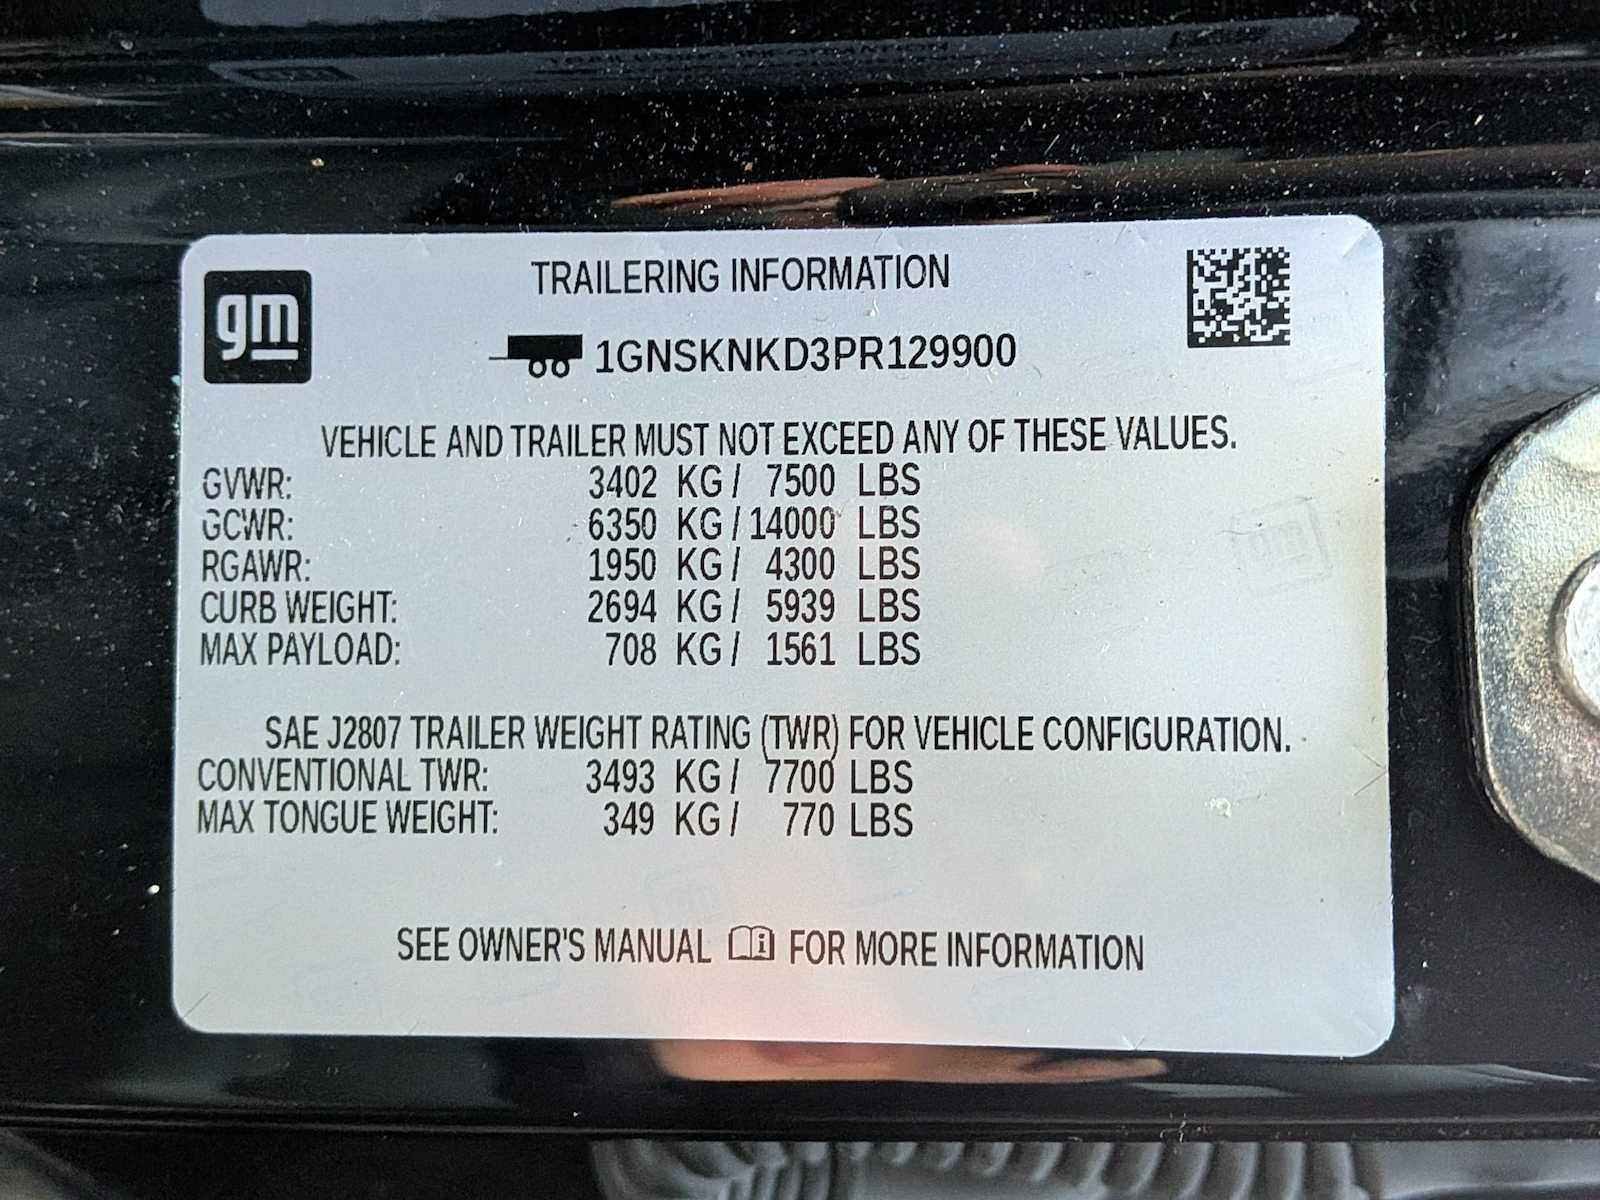 gm
TRAILERING INFORMATION
1GNSKNKD3PR129900
VEHICLE AND TRAILER MUST NOT EXCEED ANY OF THESE VALUES.
GVWR: 3402 KG / 7500 LBS
GCWR: 6350 KG / 14000 LBS
RGAWR: 1950 KG / 4300 LBS
CURB WEIGHT: 2694 KG / 5939 LBS
MAX PAYLOAD: 708 KG / 1561 LBS
SAE J2807 TRAILER WEIGHT RATING (TWR) FOR VEHICLE CONFIGURATION.
CONVENTIONAL TWR: 3493 KG / 7700 LBS
MAX TONGUE WEIGHT: 349 KG / 770 LBS
SEE OWNER'S MANUAL i FOR MORE INFORMATION